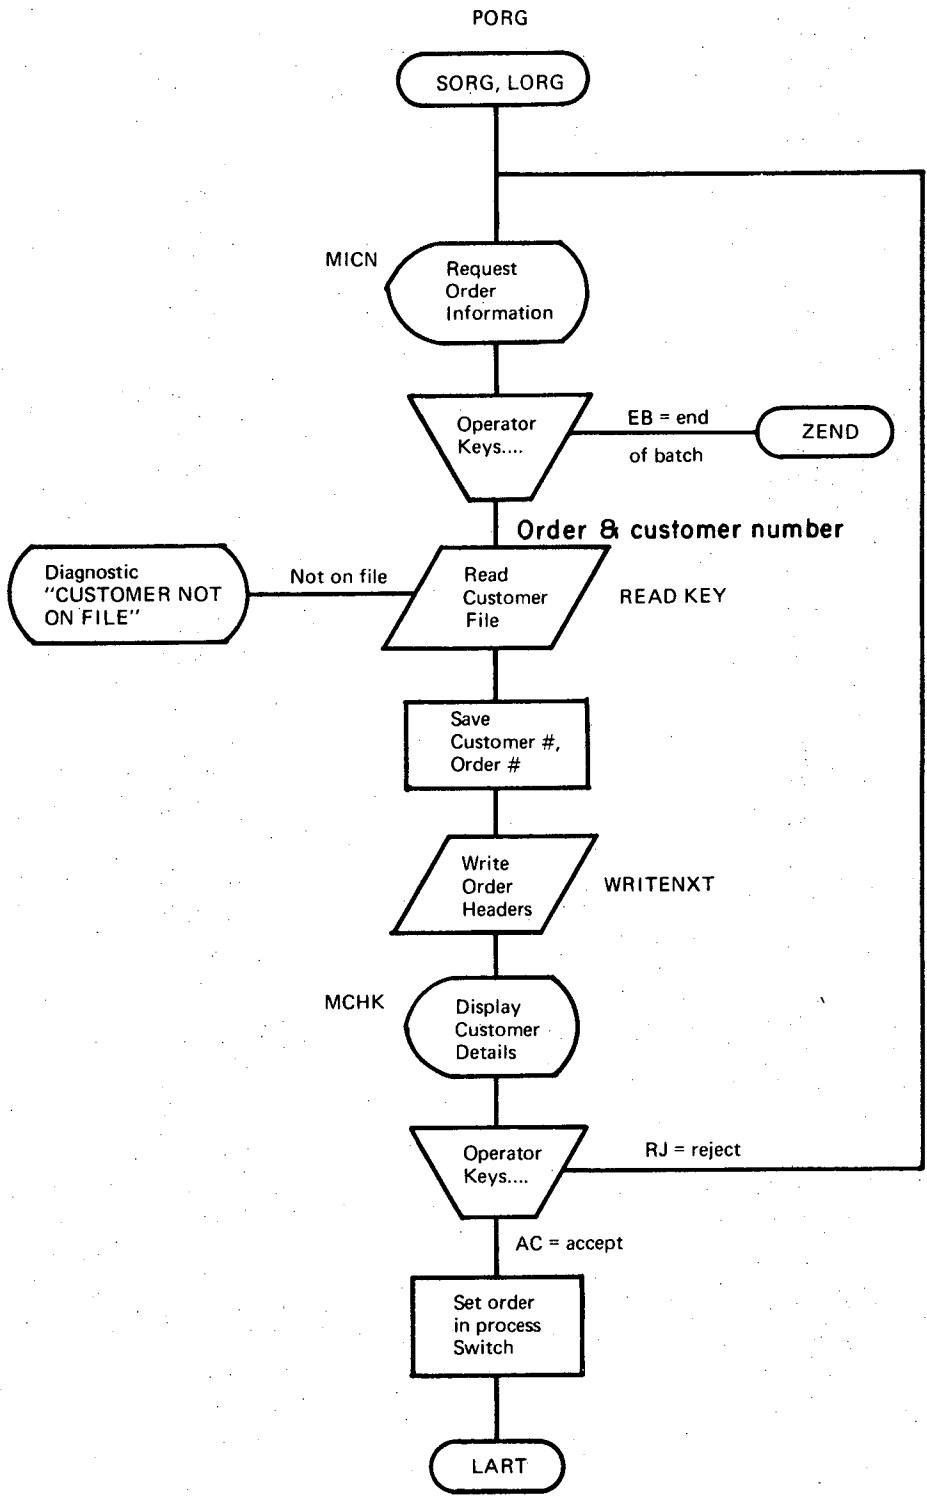 PORG
SORG, LORG
MICN
Request
Order
Information
Operator
Keys....
EB = end
of batch
ZEND
Order & customer number
Diagnostic
"CUSTOMER NOT
ON FILE"
Not on file
Read
Customer
File
READ KEY
Save
Customer #,
Order #
Write
Order
Headers
WRITENXT
MCHK
Display
Customer
Details
Operator
Keys....
RJ = reject
AC = accept
Set order
in process
Switch
LART